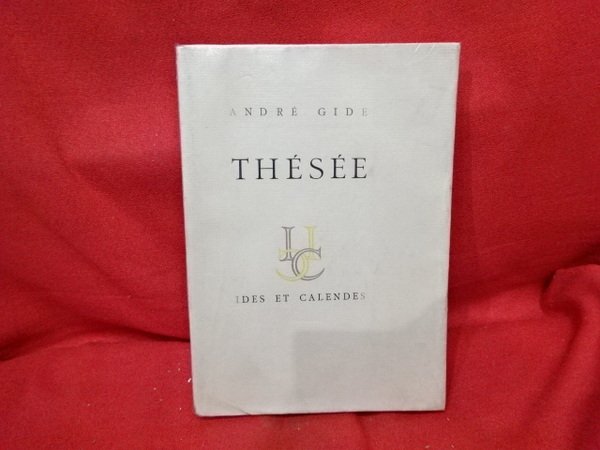 ANDRÉ GIDE
THÉSÉE
IDES ET CALENDES